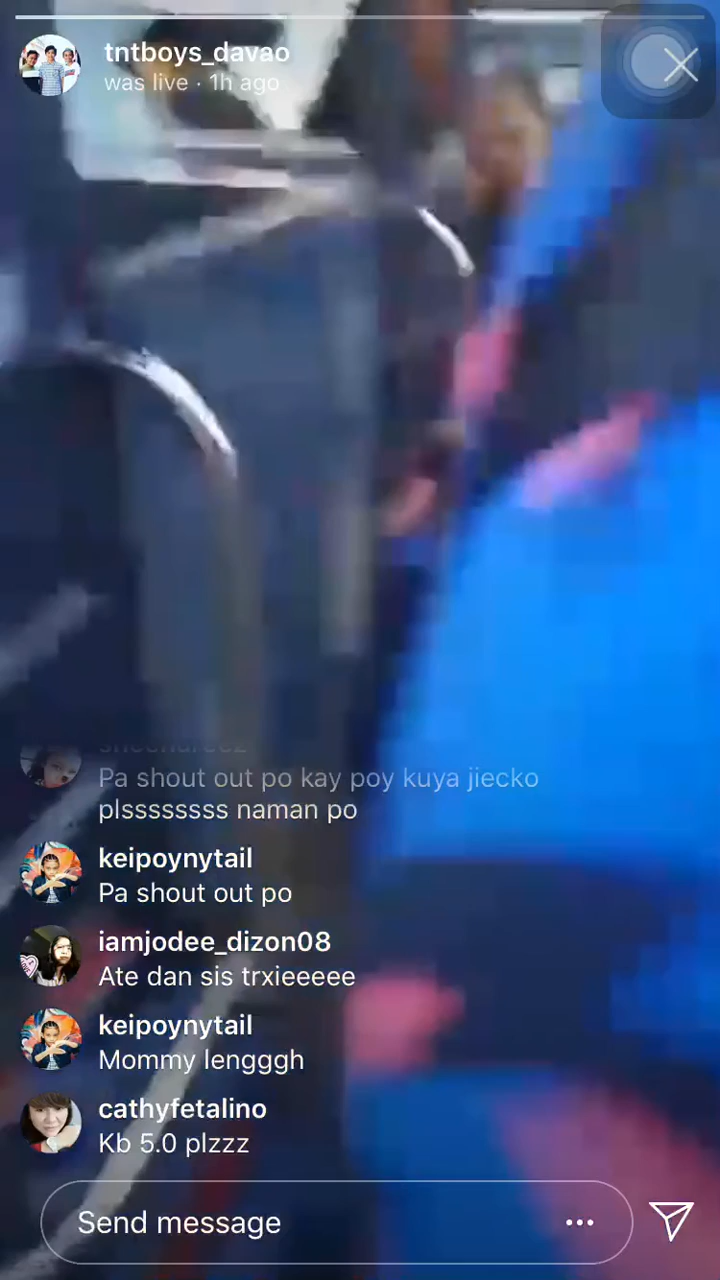 tntboys_davao
was live · 1h ago
Pa shout out po kay poy kuya jiecko
plssssssss naman po
keipoynytail
Pa shout out po
iamjodee_dizon08
Ate dan sis trxieeeee
keipoynytail
Mommy lengggh
cathyfetalino
Kb 5.0 plzzz
Send message